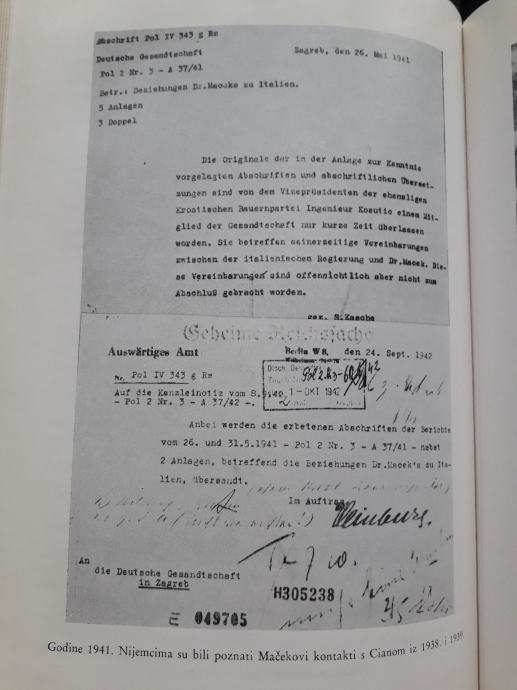 Abschrift Pol IV 343 g Rs
Deutsche Gesandtschaft
Zagreb, den 26. Mai 1941
Pol 2 Nr. 3 - A 37/41
Betr.: Beziehungen Dr.Maceks zu Italien.
5 Anlagen
3 Doppel
Die Originale der in der Anlage zur Kenntnis
vorgelagten Abschriften und abschriftlichen Überset-
zungen sind von dem Vizepräsidenten der ehemaligen
Kroatischen Bauernpartei Ingenieur Kosutic einem Mit-
glied der Gesandtschaft nur kurze Zeit überlassen
worden. Sie betreffen seinerzeitige Vereinbarungen
zwischen der italienischen Regierung und Dr.Macek. Die-
se Vereinbarungen sind offensichtlich aber nicht zum
Abschluß gebracht worden.
gez. S.Kasche
Geheime Reichssache
Auswärtiges Amt
Berlin W 8, den 24. Sept. 1942
Nr. Pol IV 343 g Rs
Auf die Kanzleinotiz vom 8.
- Pol 2 Nr. 3 - A 37/42 -.
1 - OKT 1942
Anbei werden die erbetenen Abschriften der Berichte
vom 26. und 31.5.1941 - Pol 2 Nr. 3 - A 37/41 - nebst
2 Anlagen, betreffend die Beziehungen Dr.Macek's zu Ita-
lien, übersandt.
Im Auftrag
An
die Deutsche Gesandtschaft
in Zagreb
H305238
E 049705
Godine 1941. Nijemcima su bili poznati Mačekovi kontakti s Cianom iz 1938. i 1939.